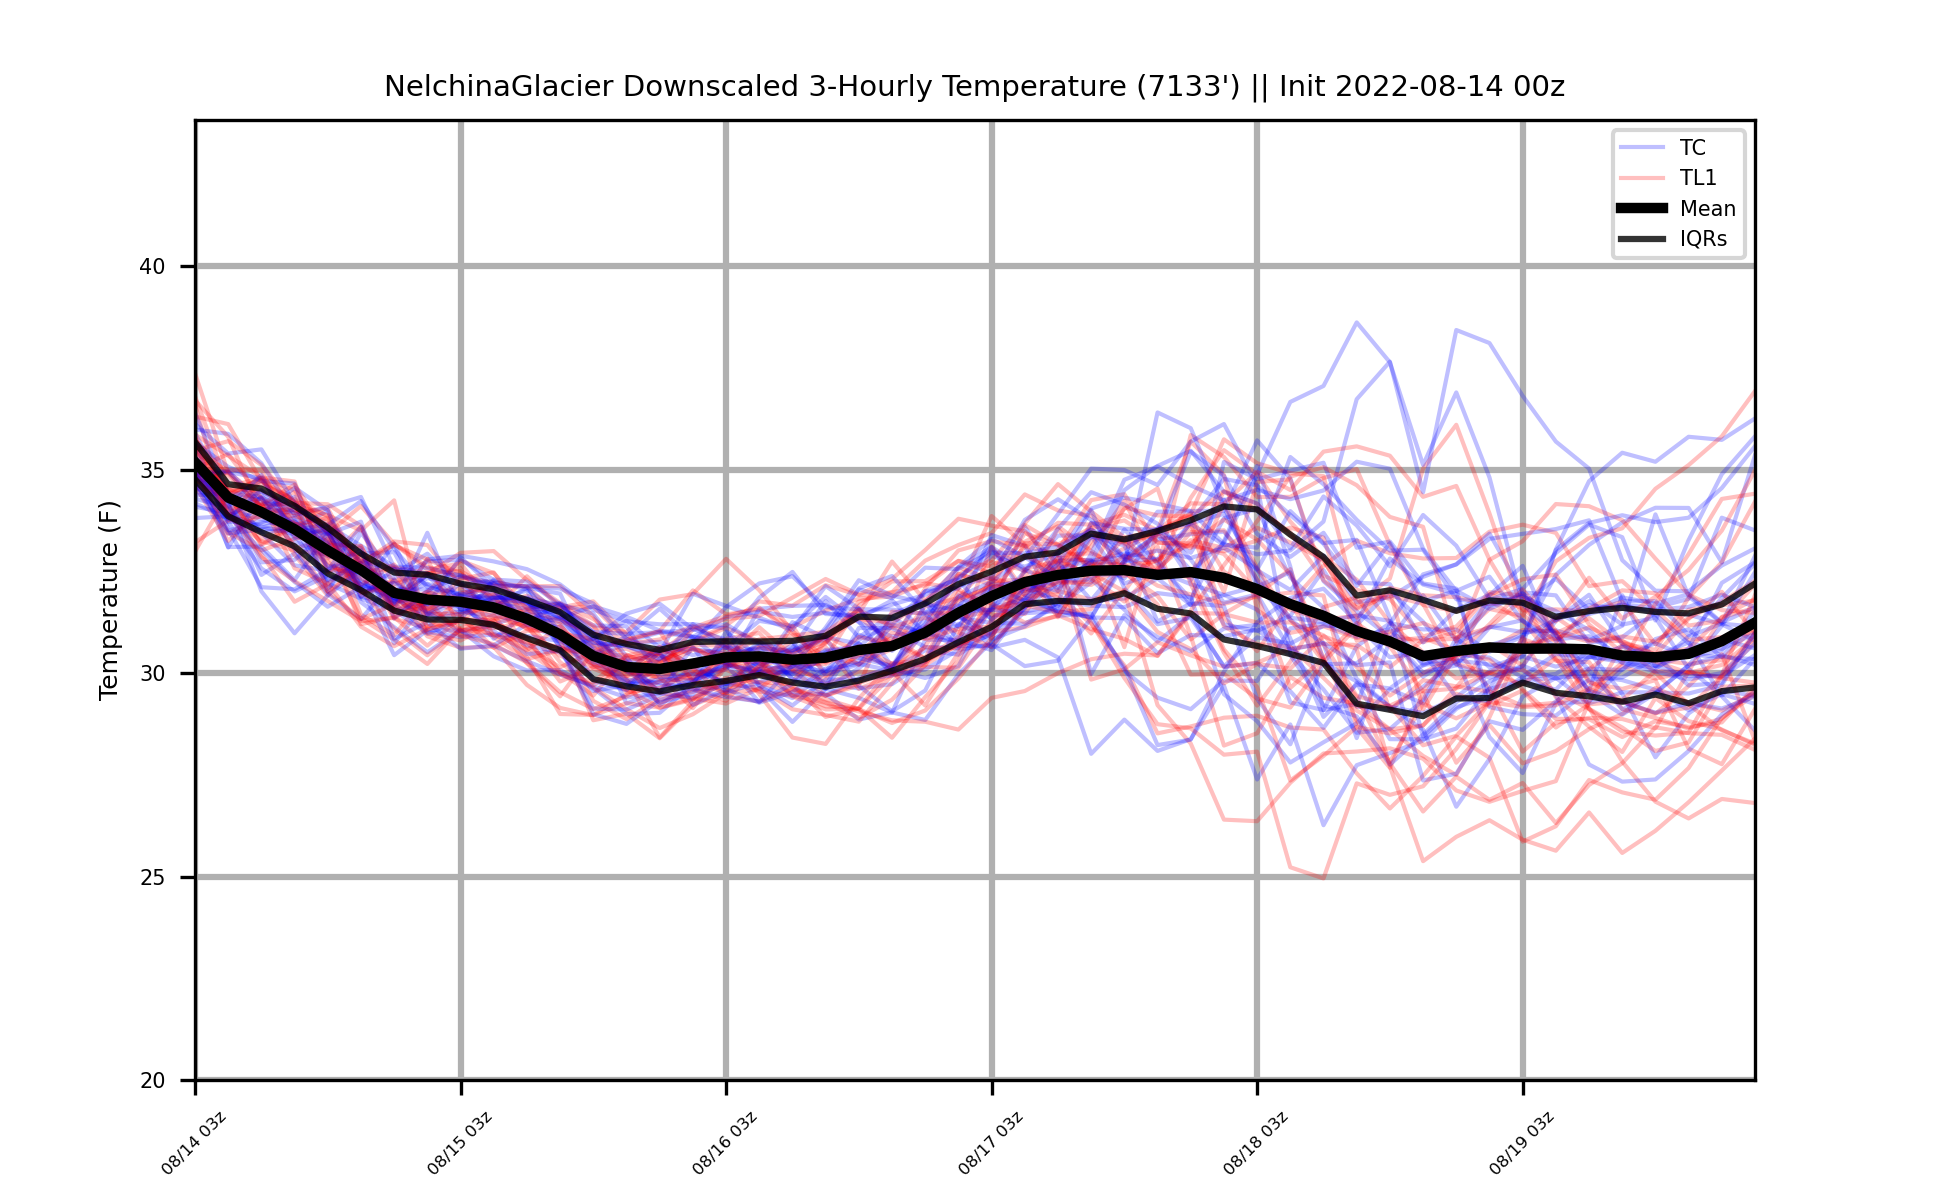 NelchinaGlacier Downscaled 3-Hourly Temperature (7133') || Init 2022-08-14 00z
TC
TL1
Mean
IQRs
Temperature (F)
40
35
30
25
20
08/14 03z
08/15 03z
08/16 03z
08/17 03z
08/18 03z
08/19 03z